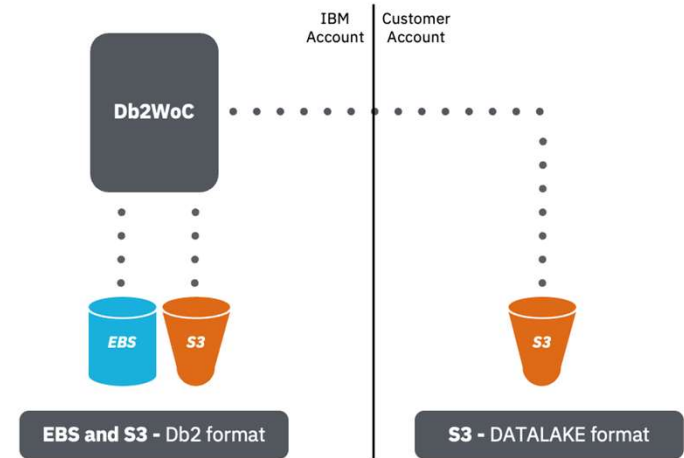 IBM
Account
Customer
Account
Db2WoC
EBS
S3
S3
EBS and S3 - Db2 format
S3 - DATALAKE format